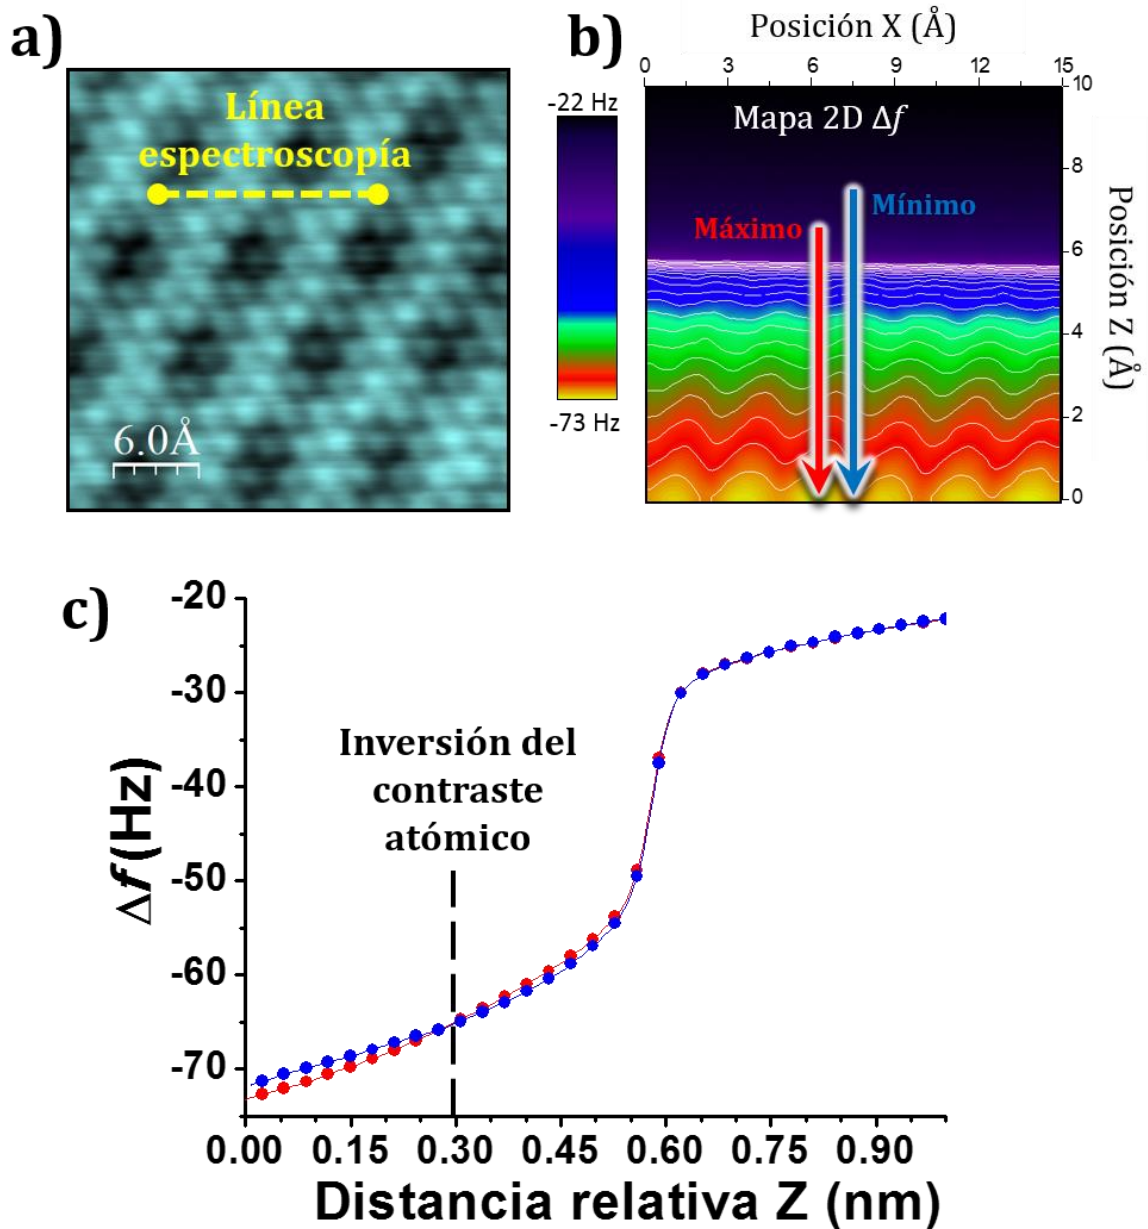 a)
Línea
espectroscopía
6.0Å
b)
Posición X (Å)
0 3 6 9 12 15
-22 Hz
-73 Hz
Mapa 2D Δf
Mínimo
Máximo
10
8
6
4
2
0
Posición Z (Å)
c)
-20
-30
-40
-50
-60
-70
Δf(Hz)
Inversión del
contraste
atómico
0.00 0.15 0.30 0.45 0.60 0.75 0.90
Distancia relativa Z (nm)